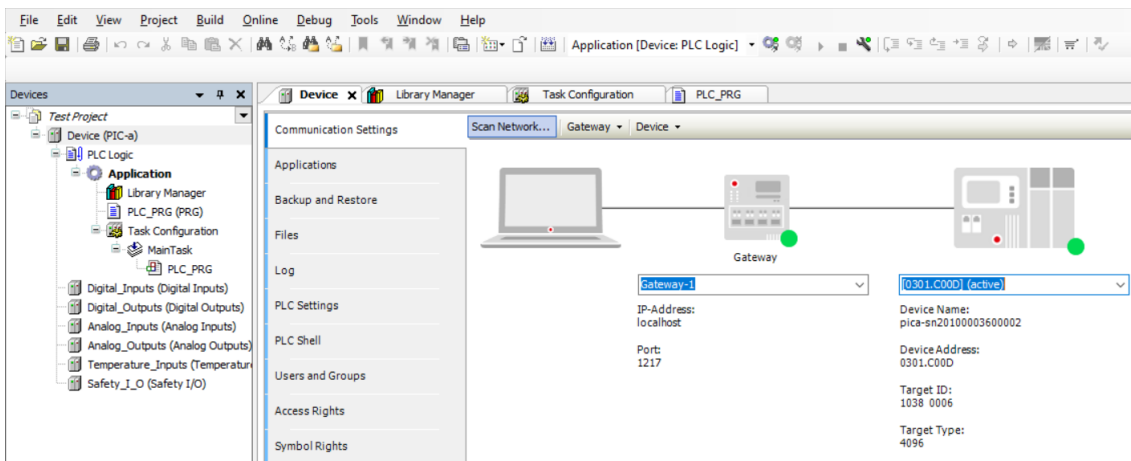 File Edit View Project Build Online Debug Tools Window Help
Application [Device: PLC Logic]
Devices
Test Project
Device (PIC-a)
PLC Logic
Application
Library Manager
PLC_PRG (PRG)
Task Configuration
MainTask
PLC_PRG
Digital_Inputs (Digital Inputs)
Digital_Outputs (Digital Outputs)
Analog_Inputs (Analog Inputs)
Analog_Outputs (Analog Outputs)
Temperature_Inputs (Temperature
Safety_I_O (Safety I/O)
Device Library Manager Task Configuration PLC_PRG
Communication Settings
Applications
Backup and Restore
Files
Log
PLC Settings
PLC Shell
Users and Groups
Access Rights
Symbol Rights
Scan Network... Gateway Device
Gateway
Gateway-1
IP-Address:
localhost
Port:
1217
[0301.C00D] (active)
Device Name:
pica-sn20100003600002
Device Address:
0301.C00D
Target ID:
1038 0006
Target Type:
4096